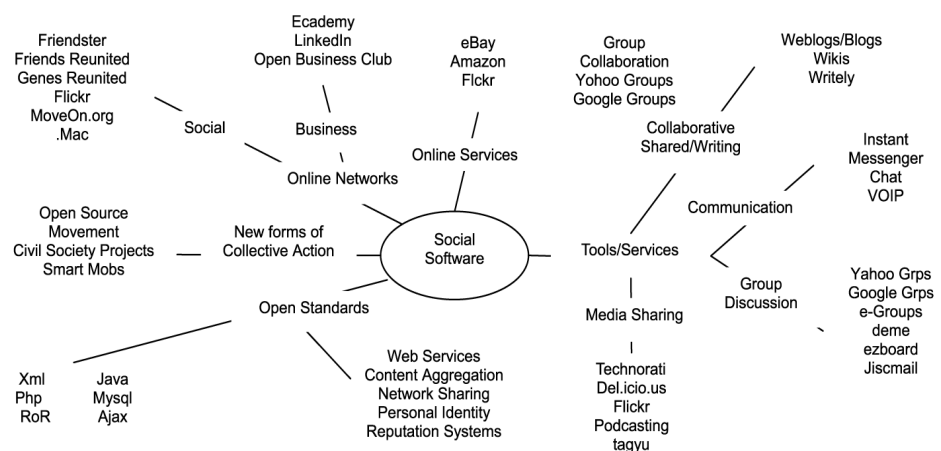 Friendster
Friends Reunited
Genes Reunited
Flickr
MoveOn.org
.Mac
Social
Ecademy
LinkedIn
Open Business Club
Business
Online Networks
eBay
Amazon
Flckr
Online Services
Group
Collaboration
Yohoo Groups
Google Groups
Collaborative
Shared/Writing
Weblogs/Blogs
Wikis
Writely
Instant
Messenger
Chat
VOIP
Communication
Open Source
Movement
Civil Society Projects
Smart Mobs
New forms of
Collective Action
Social
Software
Tools/Services
Group
Discussion
Yahoo Grps
Google Grps
e-Groups
deme
ezboard
Jiscmail
Open Standards
Media Sharing
Xml
Php
RoR
Java
Mysql
Ajax
Web Services
Content Aggregation
Network Sharing
Personal Identity
Reputation Systems
Technorati
Del.icio.us
Flickr
Podcasting
tagyu